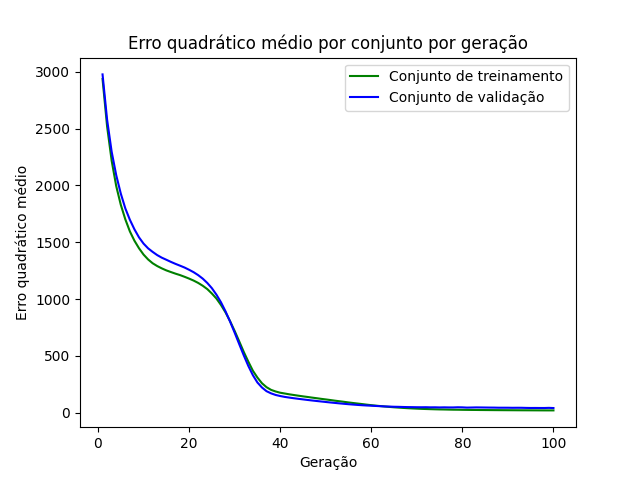 Erro quadrático médio por conjunto por geração
Conjunto de treinamento
Conjunto de validação
Erro quadrático médio
3000
2500
2000
1500
1000
500
0
0 20 40 60 80 100
Geração